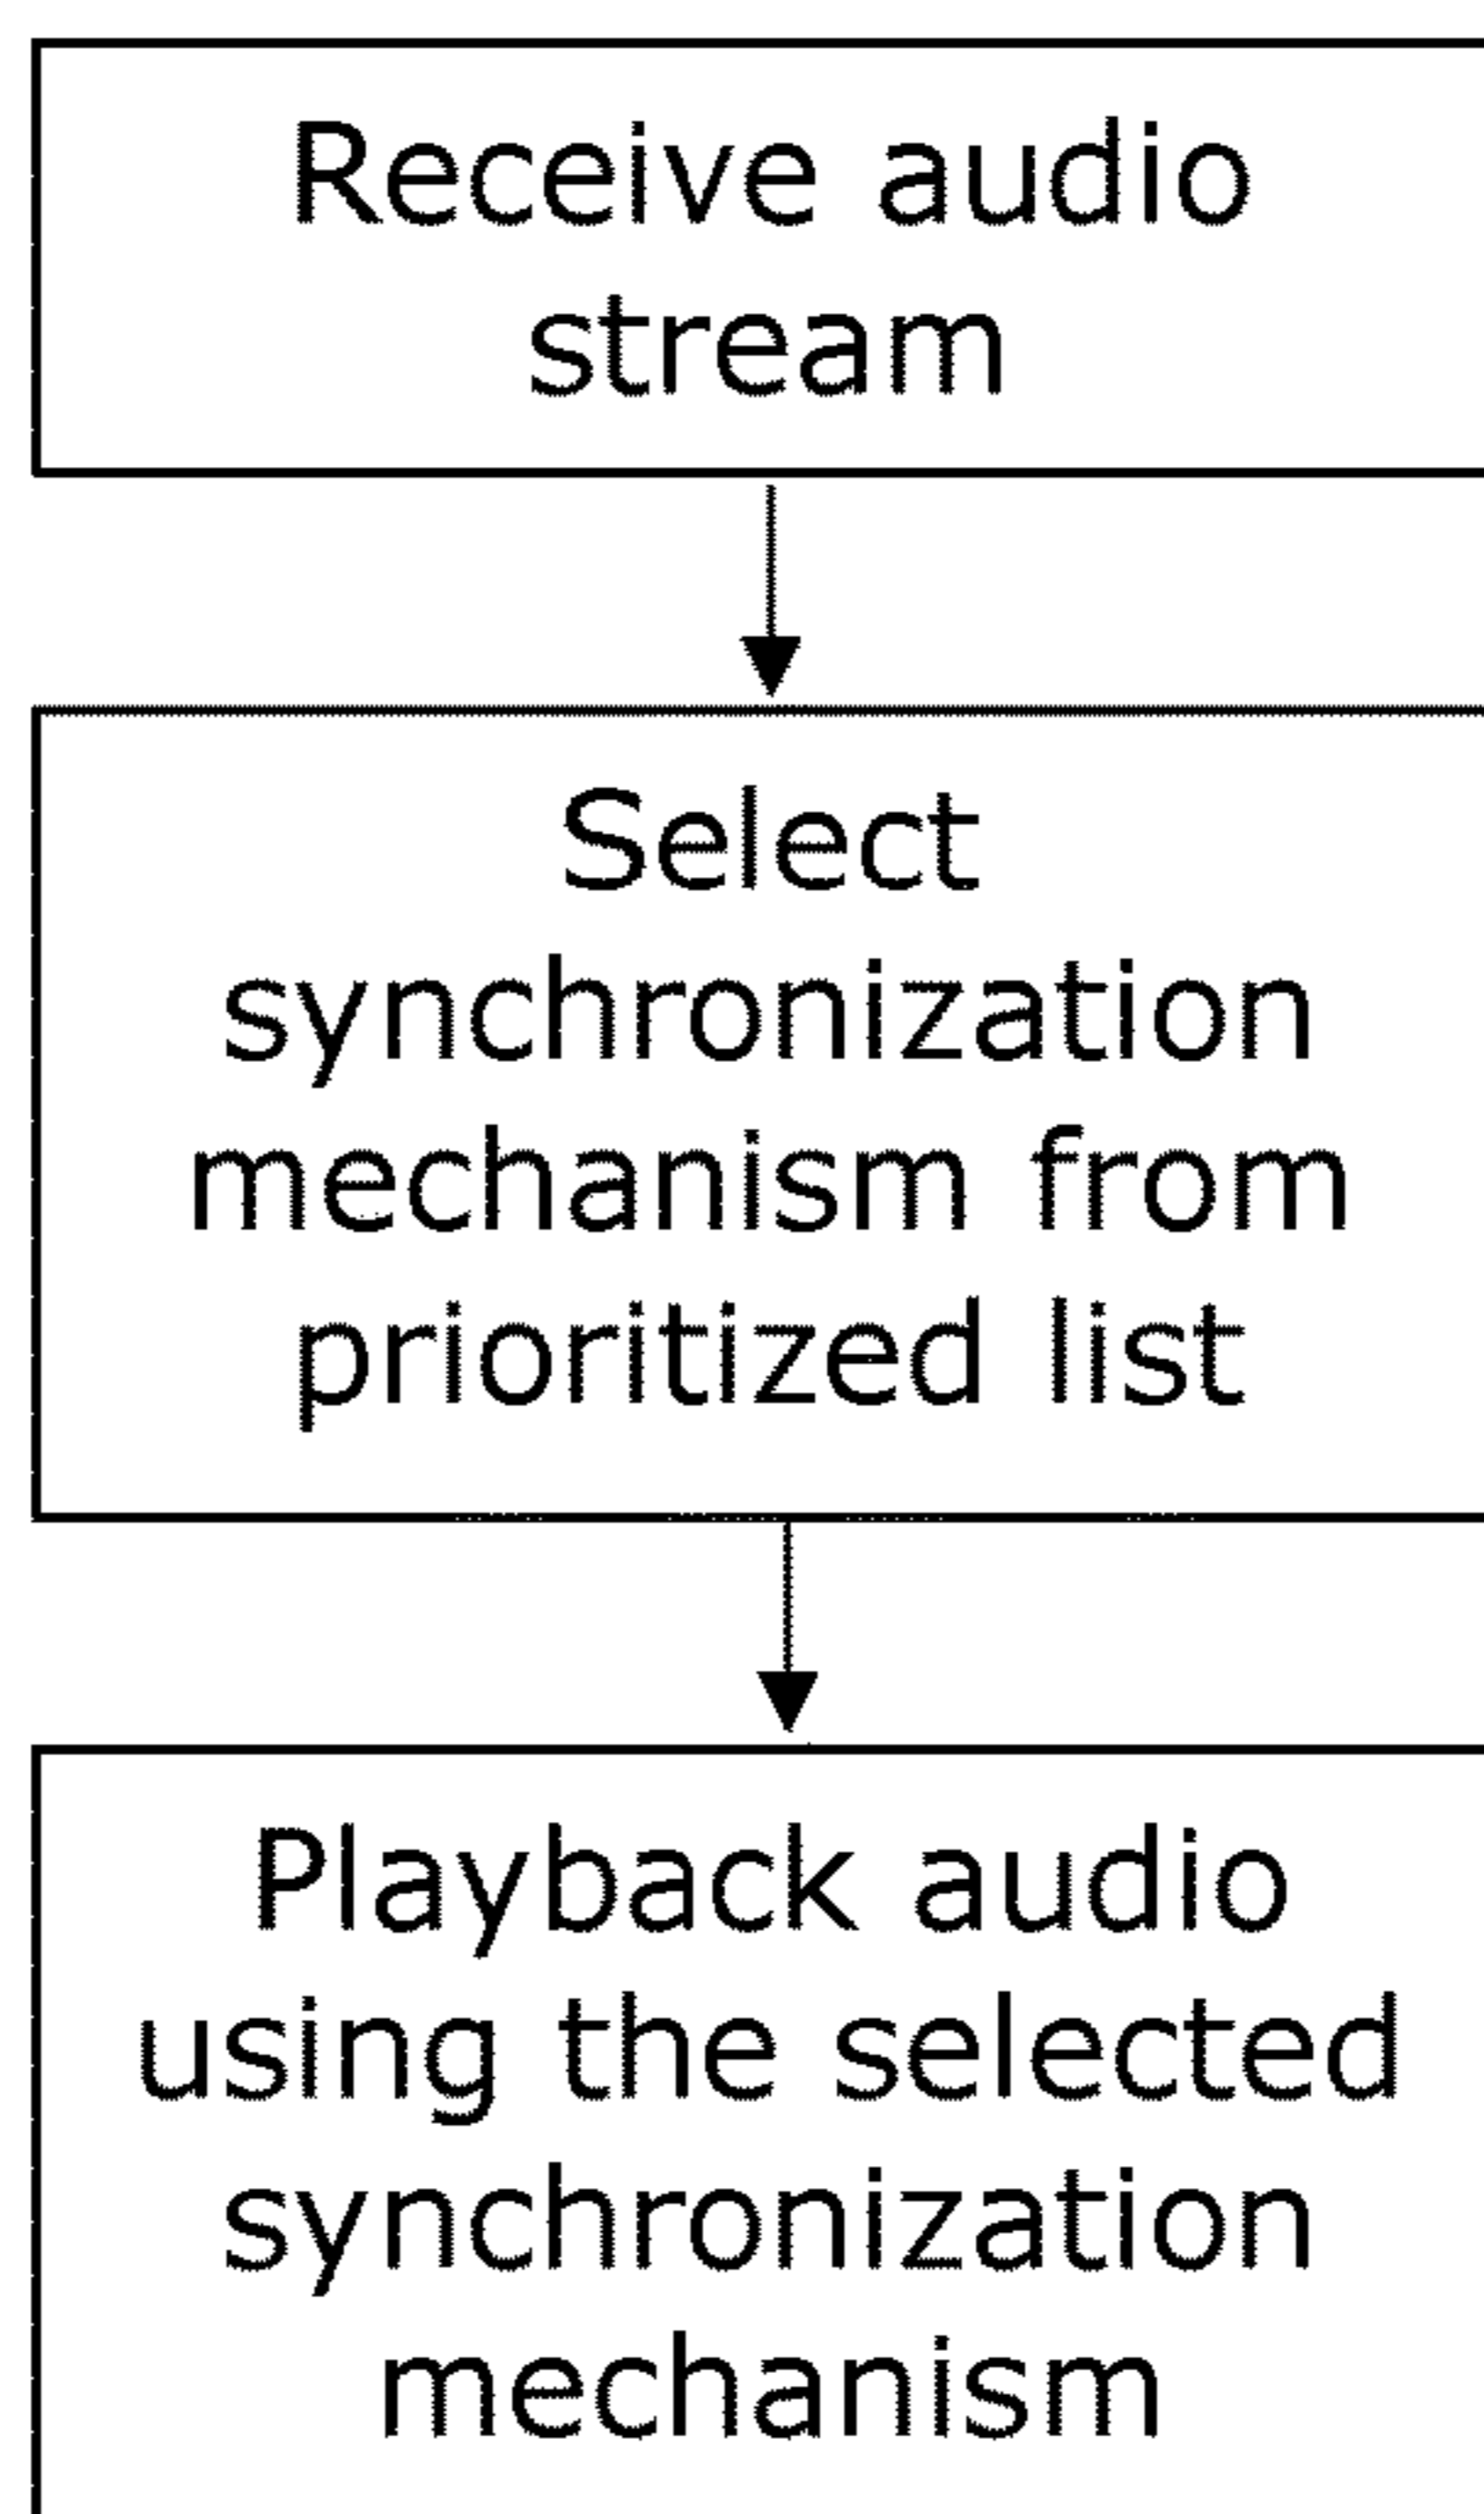 Receive audio
stream
Select
synchronization
mechanism from
prioritized list
Playback audio
using the selected
synchronization
mechanism